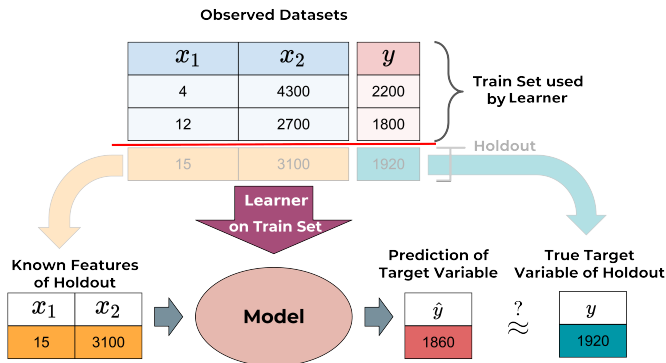 Observed Datasets
x₁ x₂ y
4 4300 2200
12 2700 1800
Train Set used
by Learner
15 3100 1920
Holdout
Learner
on Train Set
Known Features
of Holdout
Prediction of
Target Variable
True Target
Variable of Holdout
x₁ x₂
15 3100
Model
ŷ
1860
?
≈
y
1920